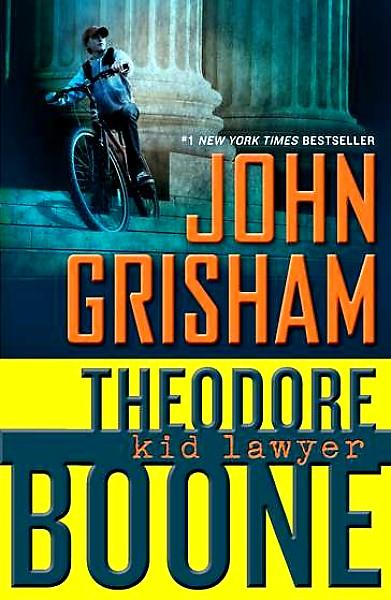 #1 NEW YORK TIMES BESTSELLER
JOHN
GRISHAM
THEODORE
kid lawyer
BOONE